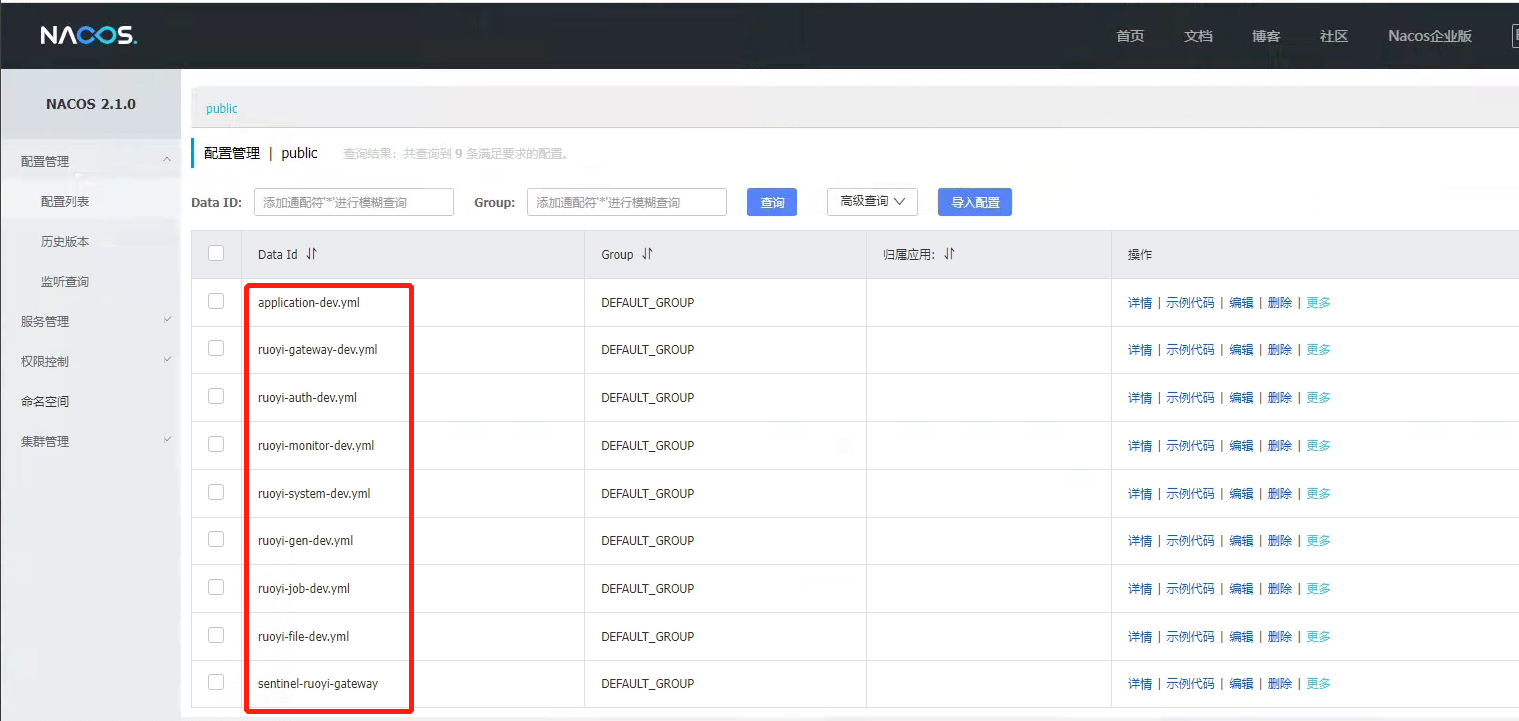 NACOS.
首页 文档 博客 社区 Nacos企业版
NACOS 2.1.0
配置管理
配置列表
历史版本
监听查询
服务管理
权限控制
命名空间
集群管理
public
配置管理 | public 查询结果：共查询到 9 条满足要求的配置。
Data ID: 添加通配符'*'进行模糊查询 Group: 添加通配符'*'进行模糊查询 查询 高级查询 导入配置
Data Id Group 归属应用: 操作
application-dev.yml DEFAULT_GROUP 详情 | 示例代码 | 编辑 | 删除 | 更多
ruoyi-gateway-dev.yml DEFAULT_GROUP 详情 | 示例代码 | 编辑 | 删除 | 更多
ruoyi-auth-dev.yml DEFAULT_GROUP 详情 | 示例代码 | 编辑 | 删除 | 更多
ruoyi-monitor-dev.yml DEFAULT_GROUP 详情 | 示例代码 | 编辑 | 删除 | 更多
ruoyi-system-dev.yml DEFAULT_GROUP 详情 | 示例代码 | 编辑 | 删除 | 更多
ruoyi-gen-dev.yml DEFAULT_GROUP 详情 | 示例代码 | 编辑 | 删除 | 更多
ruoyi-job-dev.yml DEFAULT_GROUP 详情 | 示例代码 | 编辑 | 删除 | 更多
ruoyi-file-dev.yml DEFAULT_GROUP 详情 | 示例代码 | 编辑 | 删除 | 更多
sentinel-ruoyi-gateway DEFAULT_GROUP 详情 | 示例代码 | 编辑 | 删除 | 更多